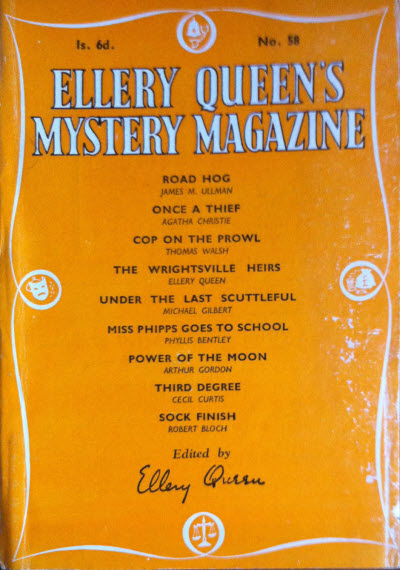 1s. 6d. No. 58
ELLERY QUEEN'S
MYSTERY MAGAZINE
ROAD HOG
JAMES M. ULLMAN
ONCE A THIEF
AGATHA CHRISTIE
COP ON THE PROWL
THOMAS WALSH
THE WRIGHTSVILLE HEIRS
ELLERY QUEEN
UNDER THE LAST SCUTTLEFUL
MICHAEL GILBERT
MISS PHIPPS GOES TO SCHOOL
PHYLLIS BENTLEY
POWER OF THE MOON
ARTHUR GORDON
THIRD DEGREE
CECIL CURTIS
SOCK FINISH
ROBERT BLOCH
Edited by
Ellery Queen